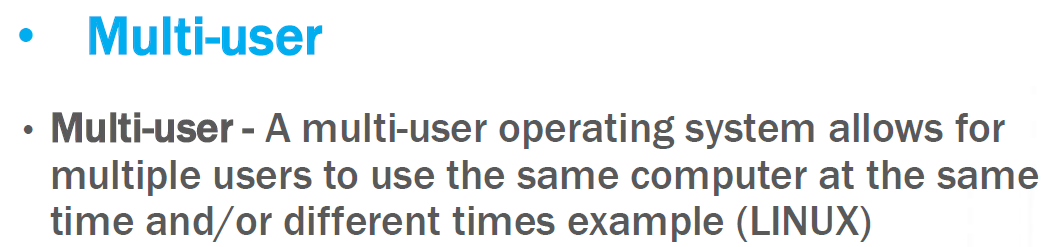 • Multi-user
• Multi-user - A multi-user operating system allows for
multiple users to use the same computer at the same
time and/or different times example (LINUX)